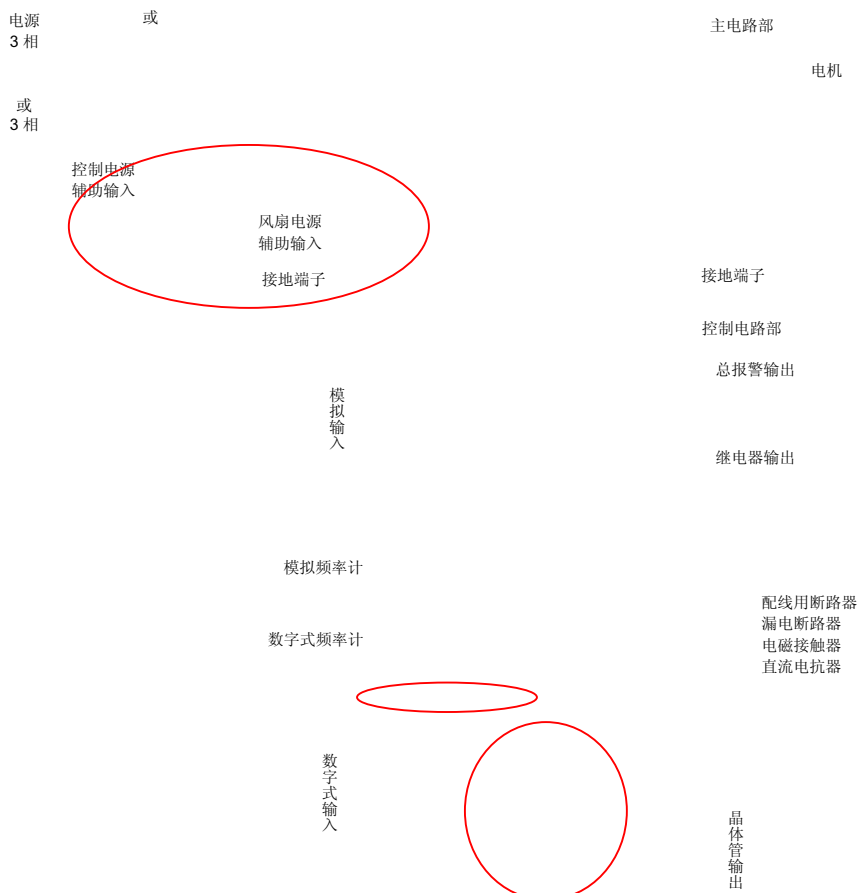 电源
3 相
或
主电路部
电机
或
3 相
控制电源
辅助输入
风扇电源
辅助输入
接地端子
接地端子
控制电路部
总报警输出
模拟输入
继电器输出
模拟频率计
配线用断路器
漏电断路器
电磁接触器
直流电抗器
数字式频率计
数字式输入
晶体管输出